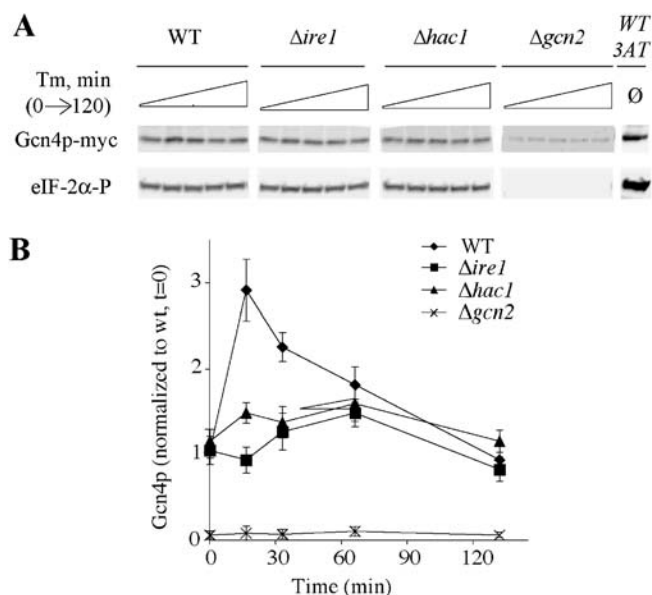 A
WT Δire1 Δhac1 Δgcn2 WT 3AT
Tm, min
(0→120)
Ø
Gcn4p-myc
eIF-2α-P
B
WT
Δire1
Δhac1
Δgcn2
3
2
1
0
Gcn4p (normalized to wt, t=0)
0 30 60 90 120
Time (min)